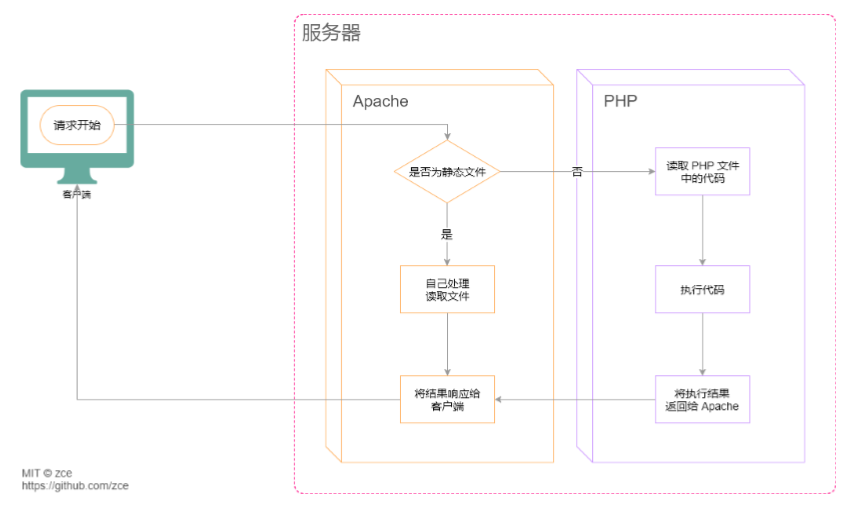 服务器
Apache
PHP
请求开始
客户端
是否为静态文件
否
读取 PHP 文件
中的代码
是
自己处理
读取文件
执行代码
将结果响应给
客户端
将执行结果
返回给 Apache
MIT © zce
https://github.com/zce